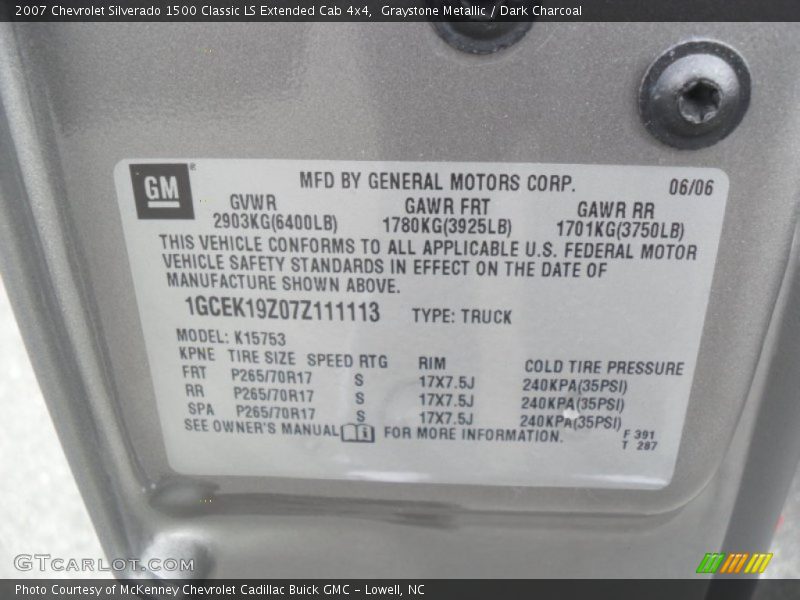 2007 Chevrolet Silverado 1500 Classic LS Extended Cab 4x4, Graystone Metallic / Dark Charcoal
GM ®
MFD BY GENERAL MOTORS CORP. 06/06
GVWR GAWR FRT GAWR RR
2903KG(6400LB) 1780KG(3925LB) 1701KG(3750LB)
THIS VEHICLE CONFORMS TO ALL APPLICABLE U.S. FEDERAL MOTOR
VEHICLE SAFETY STANDARDS IN EFFECT ON THE DATE OF
MANUFACTURE SHOWN ABOVE.
1GCEK19Z07Z111113 TYPE: TRUCK
MODEL: K15753
KPNE TIRE SIZE SPEED RTG RIM COLD TIRE PRESSURE
FRT P265/70R17 S 17X7.5J 240KPA(35PSI)
RR P265/70R17 S 17X7.5J 240KPA(35PSI)
SPA P265/70R17 S 17X7.5J 240KPA(35PSI)
SEE OWNER'S MANUAL FOR MORE INFORMATION. F 391
T 287
GTCarLot.com
Photo Courtesy of McKenney Chevrolet Cadillac Buick GMC – Lowell, NC